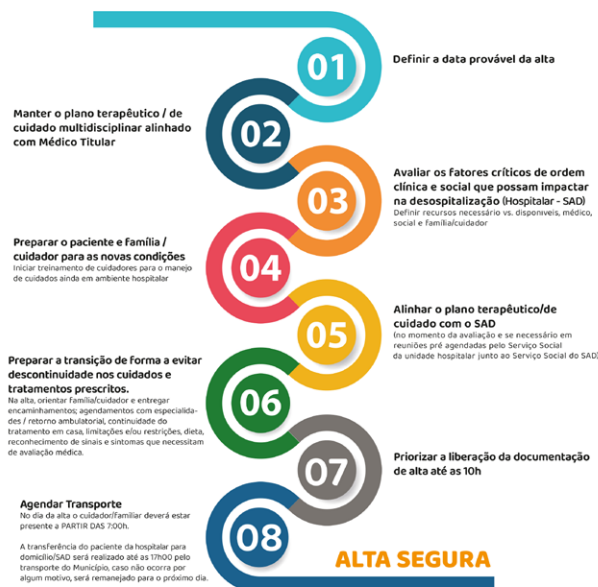 01
Definir a data provável da alta
Manter o plano terapêutico / de
cuidado multidisciplinar alinhado
com Médico Titular
02
Avaliar os fatores críticos de ordem
clínica e social que possam impactar
na desospitalização (Hospitalar - SAD)
Definir recursos necessário vs. disponíveis, médico,
social e família/cuidador
03
Preparar o paciente e família /
cuidador para as novas condições
Iniciar treinamento de cuidadores para o manejo
de cuidados ainda em ambiente hospitalar
04
Alinhar o plano terapêutico/de
cuidado com o SAD
(no momento da avaliação e se necessário em
reuniões pré agendadas pelo Serviço Social
da unidade hospitalar junto ao Serviço Social do SAD)
05
Preparar a transição de forma a evitar
descontinuidade nos cuidados e
tratamentos prescritos.
Na alta, orientar família/cuidador e entregar
encaminhamentos; agendamentos com especialida-
des / retorno ambulatorial, continuidade do
tratamento em casa, limitações e/ou restrições, dieta,
reconhecimento de sinais e sintomas que necessitam
de avaliação médica.
06
07
Priorizar a liberação da documentação
de alta até as 10h
Agendar Transporte
No dia da alta o cuidador/familiar deverá estar
presente a PARTIR DAS 7:00h.
A transferência do paciente da hospitalar para
domicílio/SAD será realizado até as 17h00 pelo
transporte do Município, caso não ocorra por
algum motivo, será remanejado para o próximo dia.
08
ALTA SEGURA